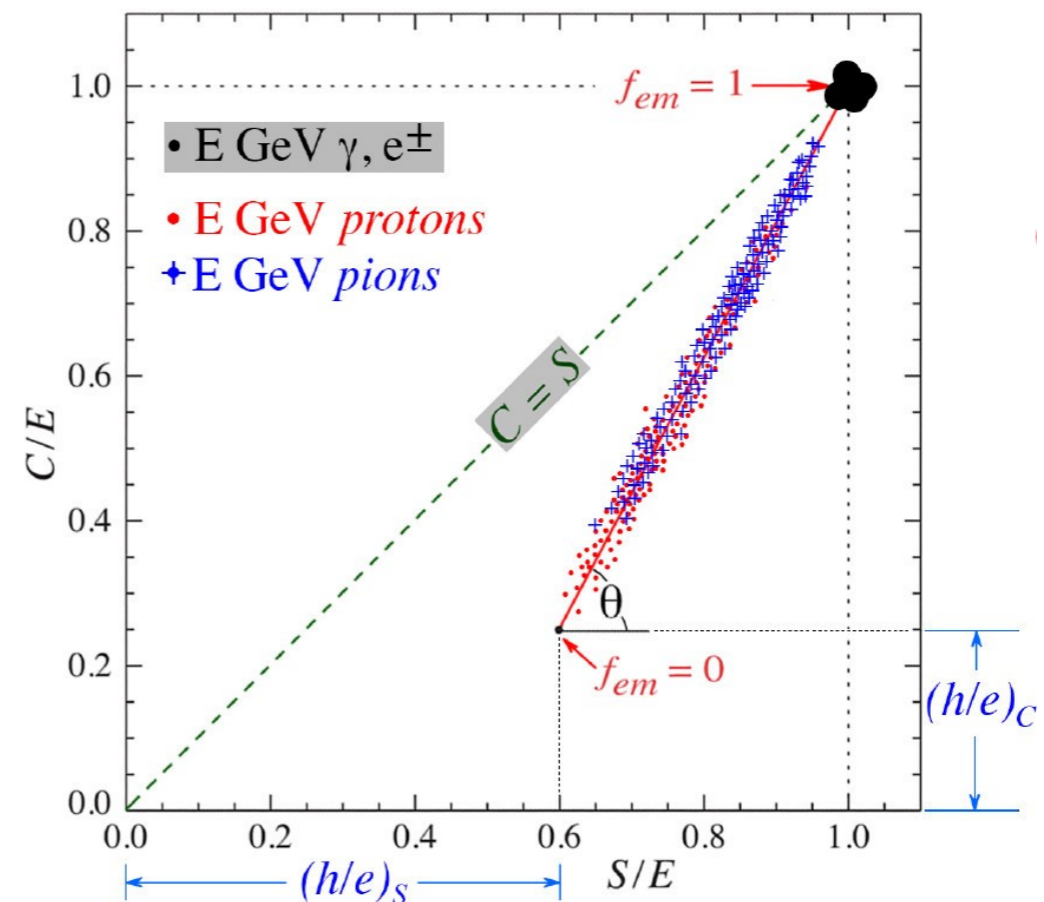 1.0
0.8
0.6
0.4
0.2
0.0
C/E
f_em = 1
• E GeV γ, e±
• E GeV protons
+ E GeV pions
C = S
θ
f_em = 0
(h/e)_C
0.0 0.2 0.4 0.6 0.8 1.0
(h/e)_S
S/E